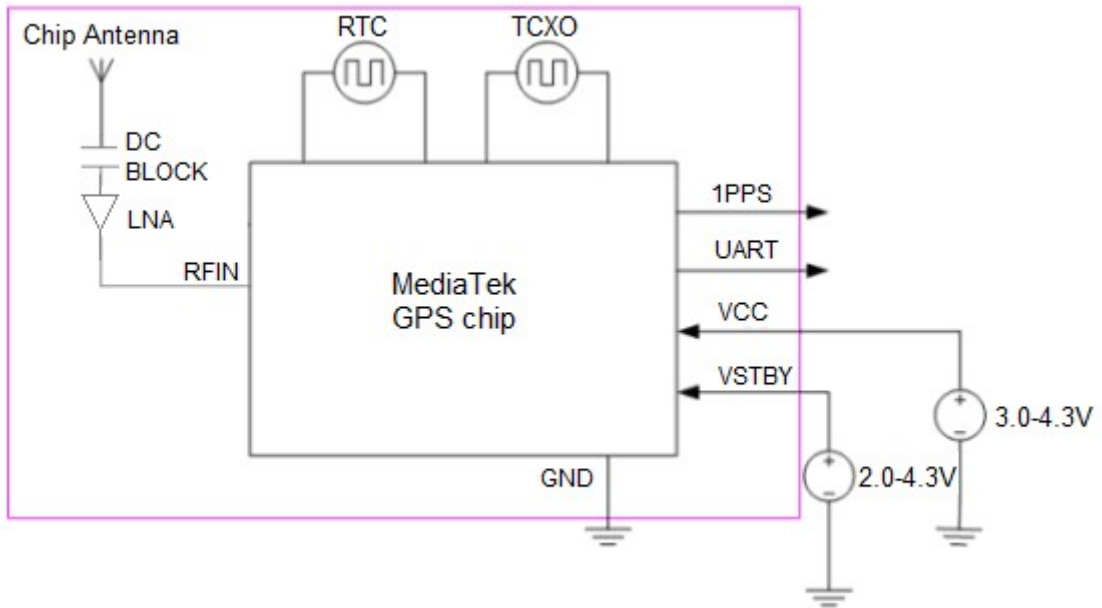 Chip Antenna
RTC
TCXO
DC
BLOCK
LNA
RFIN
MediaTek
GPS chip
1PPS
UART
VCC
VSTBY
GND
3.0-4.3V
2.0-4.3V